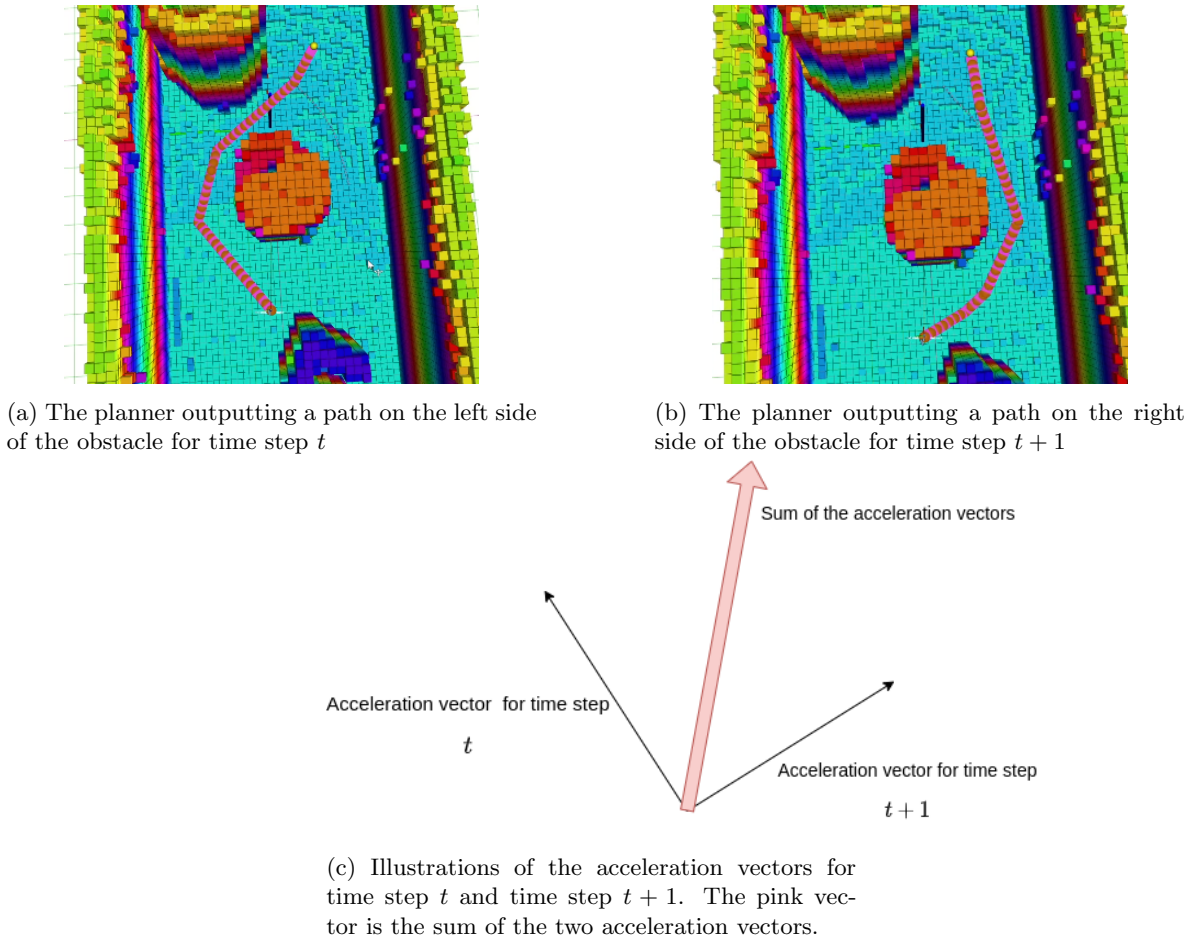 (a) The planner outputting a path on the left side
of the obstacle for time step t
(b) The planner outputting a path on the right
side of the obstacle for time step t + 1
Sum of the acceleration vectors
Acceleration vector for time step
t
Acceleration vector for time step
t + 1
(c) Illustrations of the acceleration vectors for
time step t and time step t + 1. The pink vec-
tor is the sum of the two acceleration vectors.